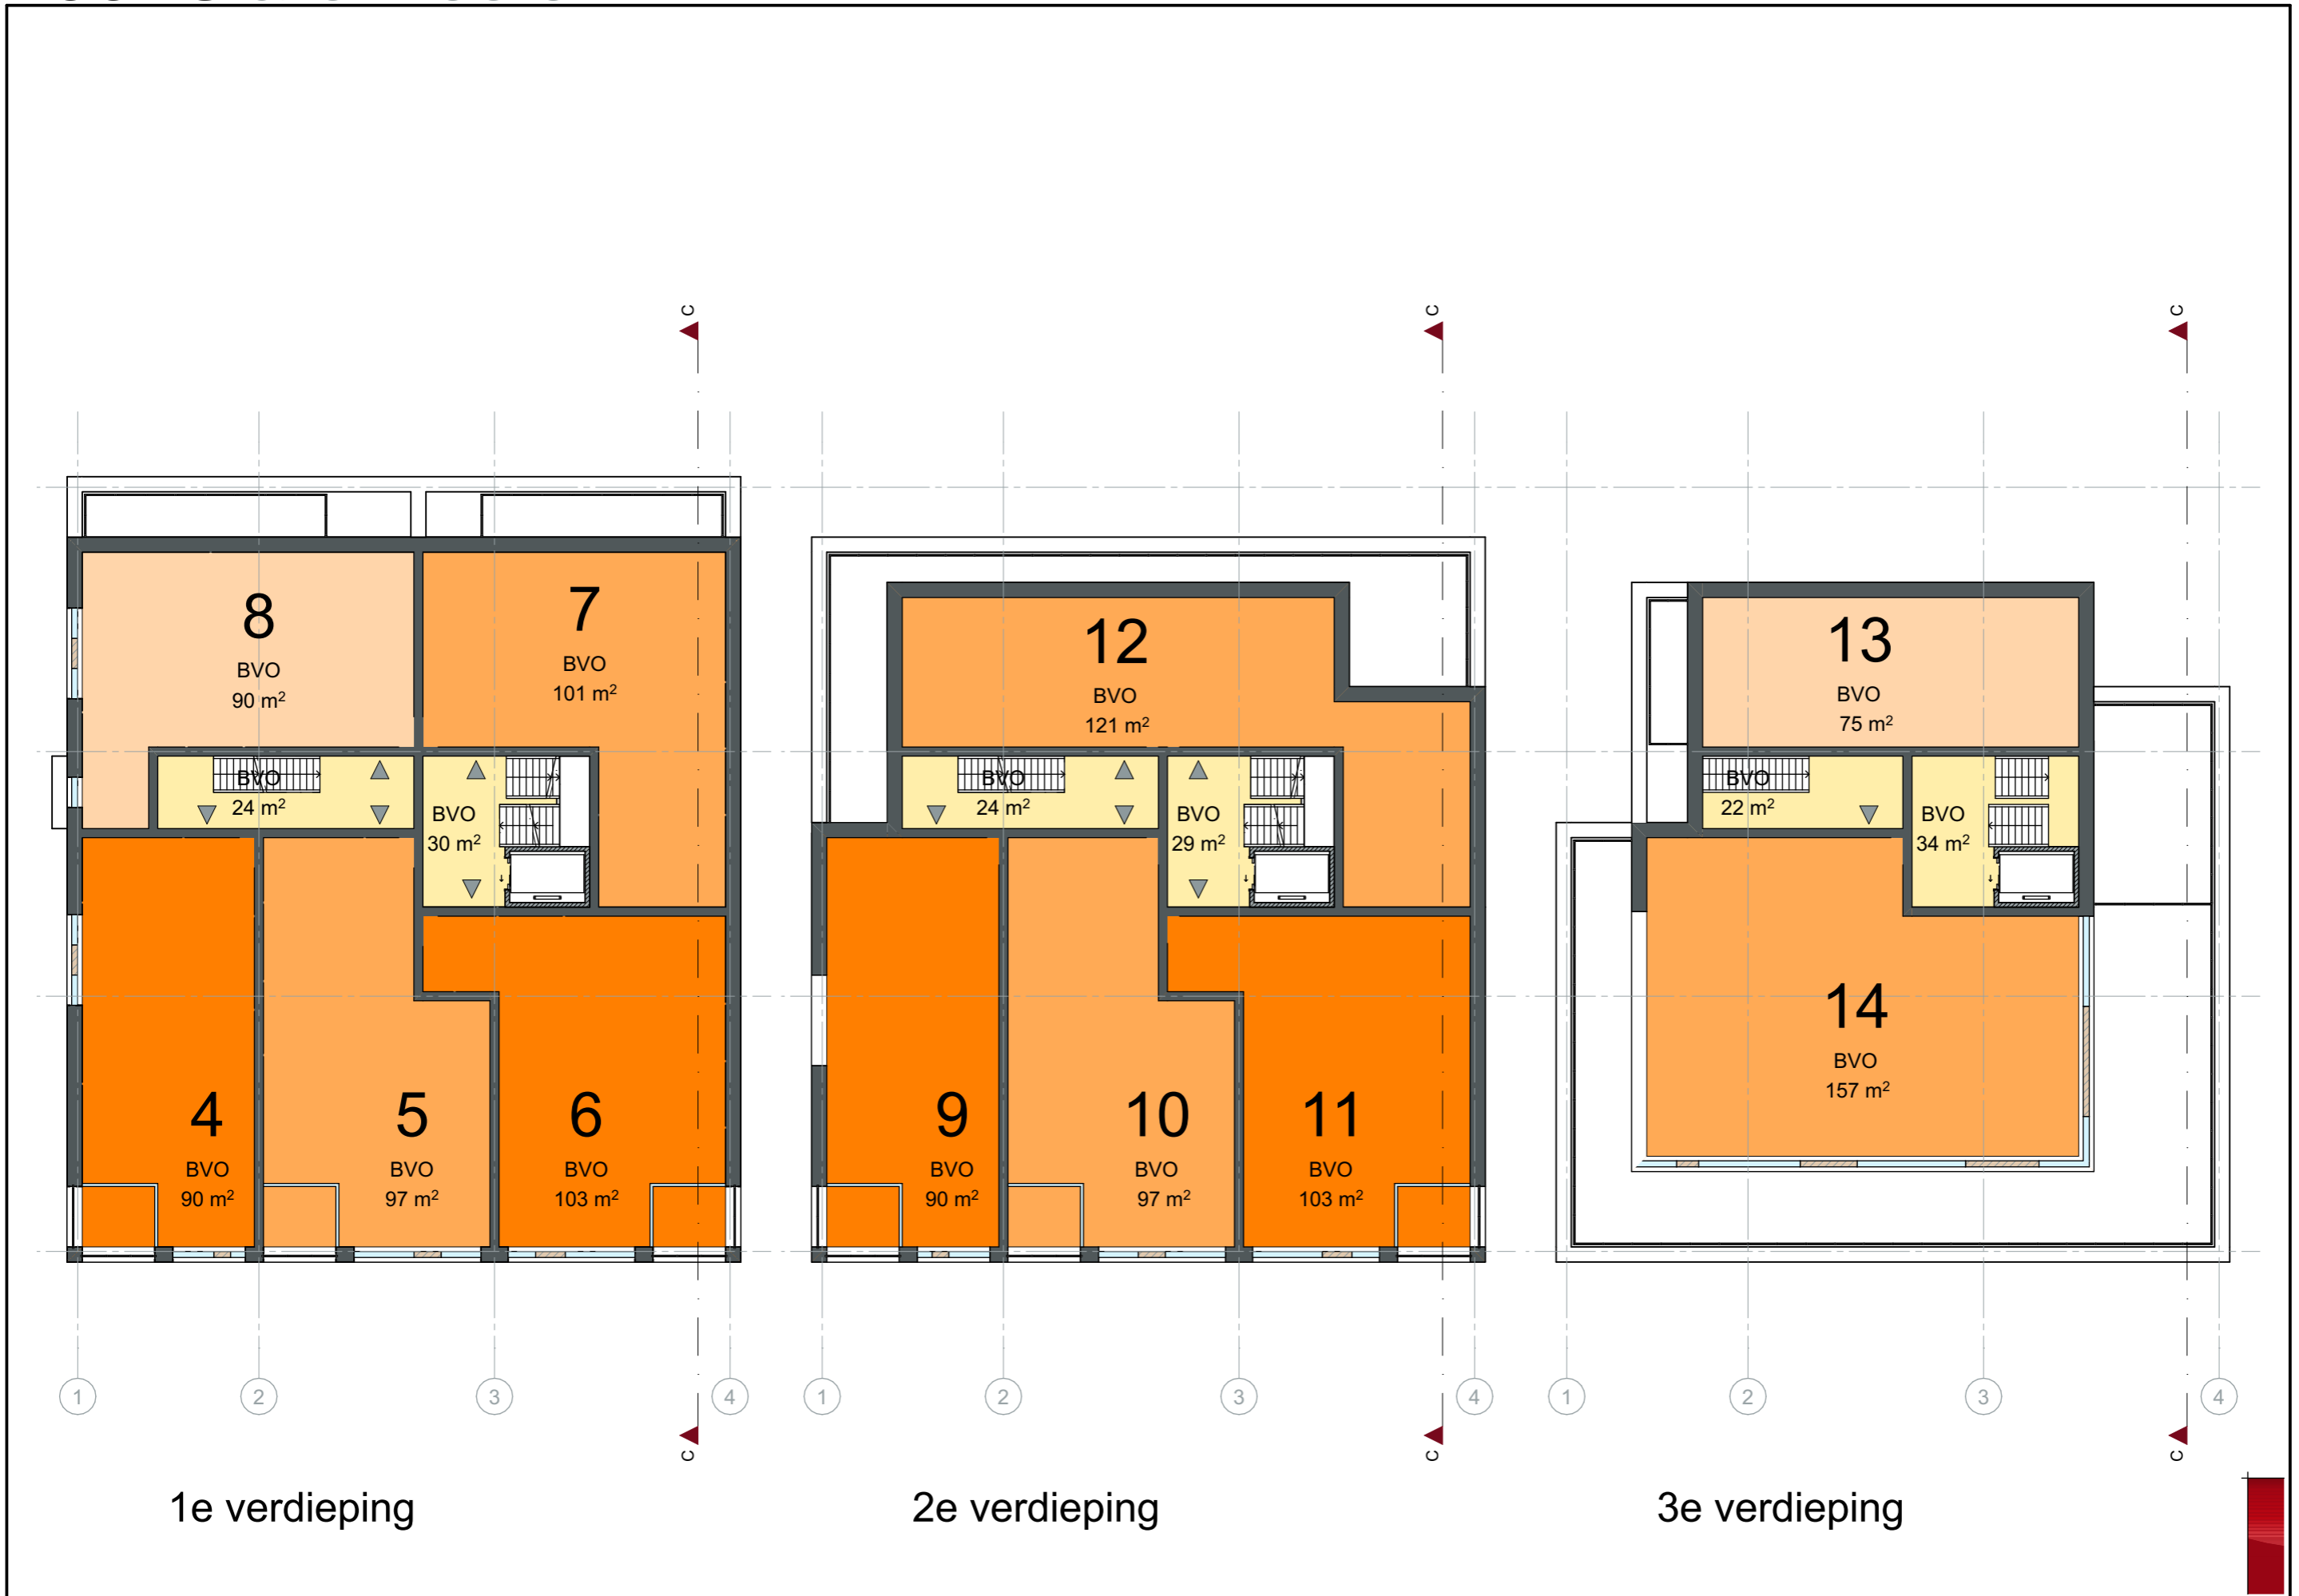 C
C
C
8
BVO
90 m²
7
BVO
101 m²
BVO
24 m²
BVO
30 m²
4
BVO
90 m²
5
BVO
97 m²
6
BVO
103 m²
12
BVO
121 m²
BVO
24 m²
BVO
29 m²
9
BVO
90 m²
10
BVO
97 m²
11
BVO
103 m²
13
BVO
75 m²
BVO
22 m²
BVO
34 m²
14
BVO
157 m²
1
2
3
4
1
2
3
4
1
2
3
4
C
C
C
1e verdieping
2e verdieping
3e verdieping